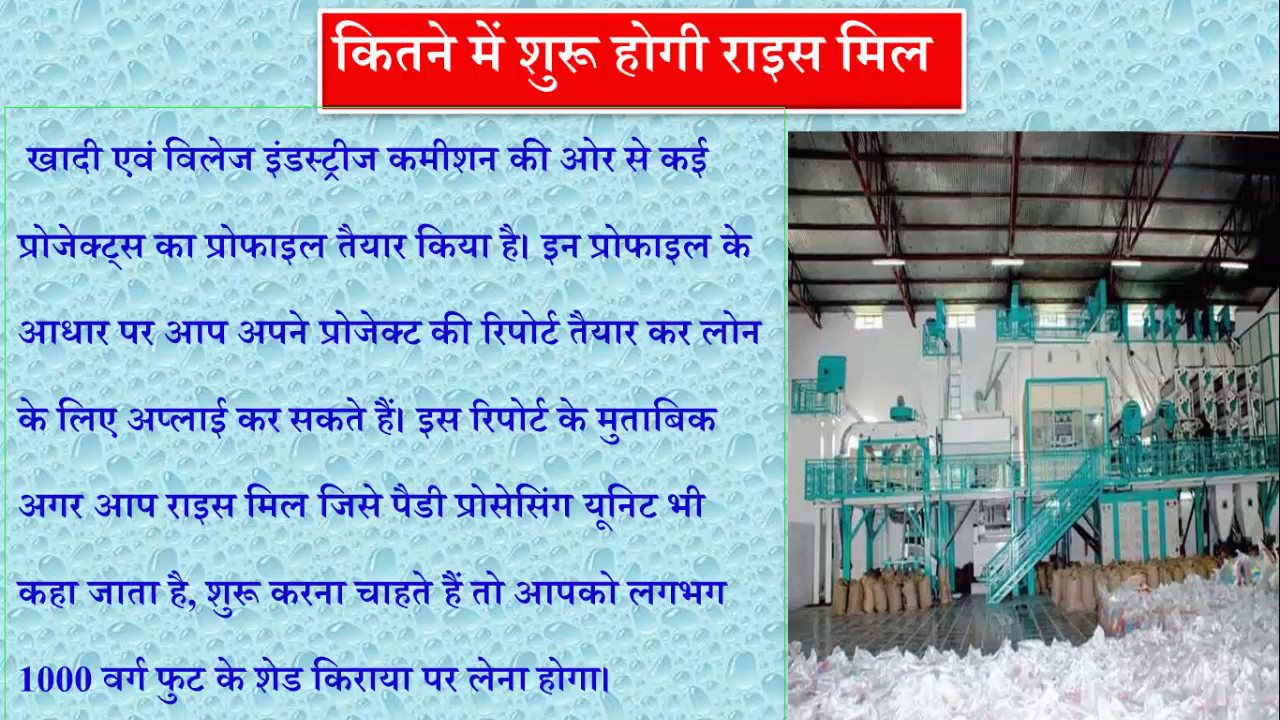 कितने में शुरू होगी राइस मिल
खादी एवं विलेज इंडस्ट्रीज कमीशन की ओर से कई
प्रोजेक्ट्स का प्रोफाइल तैयार किया है। इन प्रोफाइल के
आधार पर आप अपने प्रोजेक्ट की रिपोर्ट तैयार कर लोन
के लिए अप्लाई कर सकते हैं। इस रिपोर्ट के मुताबिक
अगर आप राइस मिल जिसे पैडी प्रोसेसिंग यूनिट भी
कहा जाता है, शुरू करना चाहते हैं तो आपको लगभग
1000 वर्ग फुट के शेड किराया पर लेना होगा।